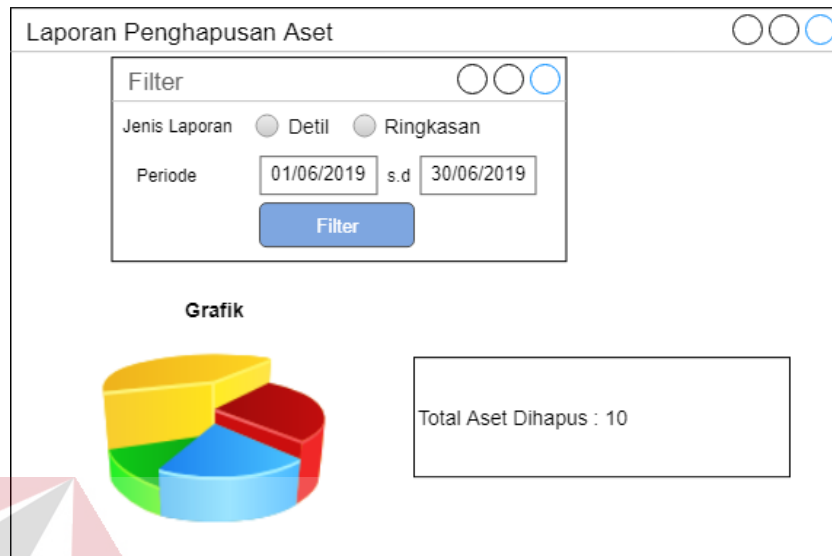 Laporan Penghapusan Aset
Filter
Jenis Laporan Detil Ringkasan
Periode 01/06/2019 s.d 30/06/2019
Filter
Grafik
Total Aset Dihapus : 10